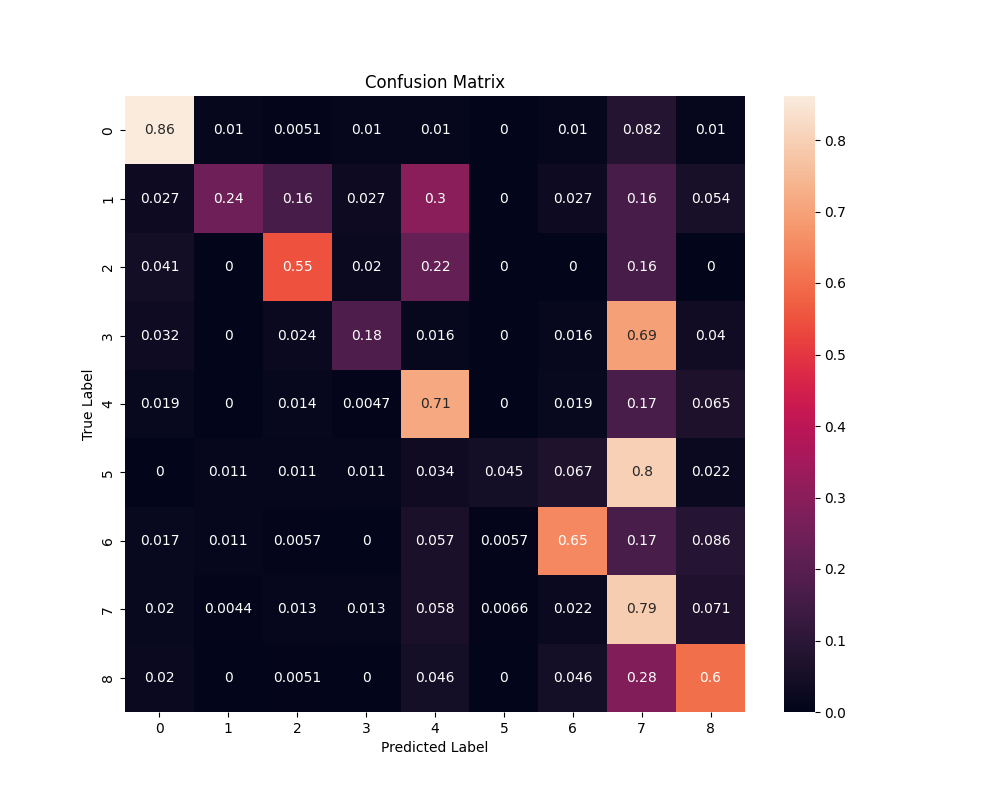 Confusion Matrix
0 0.86 0.01 0.0051 0.01 0.01 0 0.01 0.082 0.01
1 0.027 0.24 0.16 0.027 0.3 0 0.027 0.16 0.054
2 0.041 0 0.55 0.02 0.22 0 0 0.16 0
3 0.032 0 0.024 0.18 0.016 0 0.016 0.69 0.04
4 0.019 0 0.014 0.0047 0.71 0 0.019 0.17 0.065
5 0 0.011 0.011 0.011 0.034 0.045 0.067 0.8 0.022
6 0.017 0.011 0.0057 0 0.057 0.0057 0.65 0.17 0.086
7 0.02 0.0044 0.013 0.013 0.058 0.0066 0.022 0.79 0.071
8 0.02 0 0.0051 0 0.046 0 0.046 0.28 0.6
0 1 2 3 4 5 6 7 8
Predicted Label
True Label
0.8
0.7
0.6
0.5
0.4
0.3
0.2
0.1
0.0